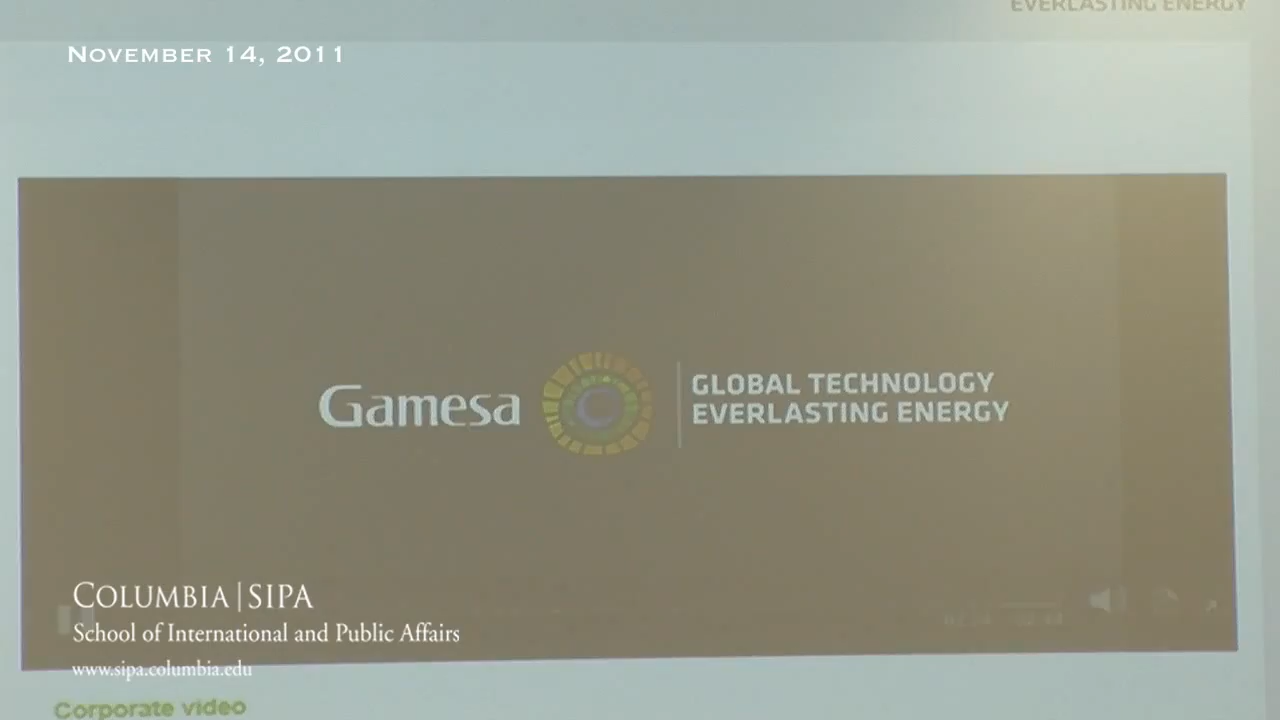 EVERLASTING ENERGY
NOVEMBER 14, 2011
Gamesa
GLOBAL TECHNOLOGY
EVERLASTING ENERGY
COLUMBIA | SIPA
School of International and Public Affairs
www.sipa.columbia.edu
Corporate video